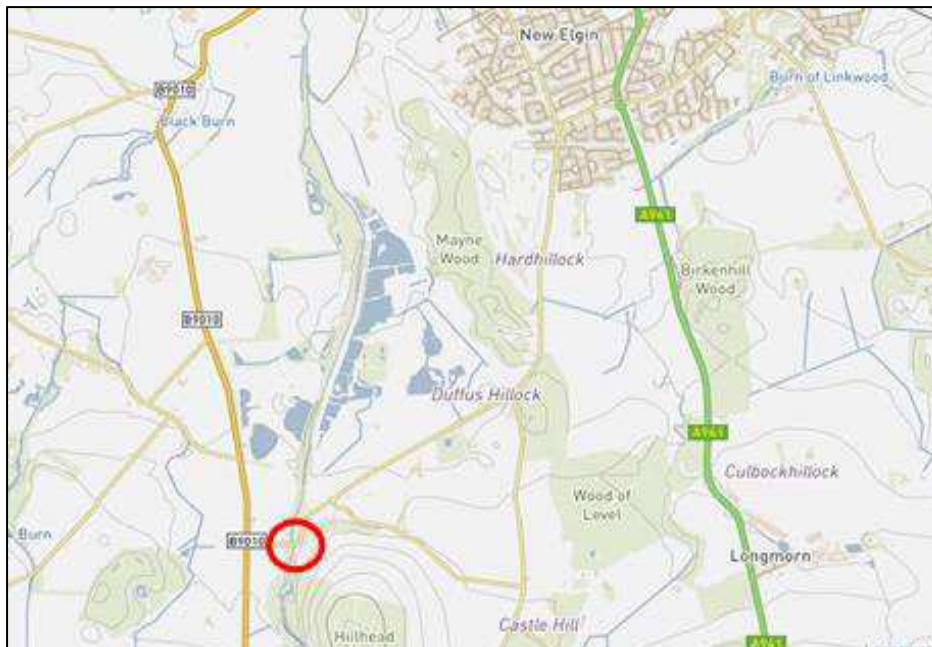 New Elgin
B9010
Burn of Linkwood
Black Burn
A941
Mayne
Wood
Hardhillock
Birkenhill
Wood
B9010
Duffus Hillock
A941
Culbockhillock
Wood of
Level
Burn
B9010
Longmorn
Castle Hill
Hillhead
A941